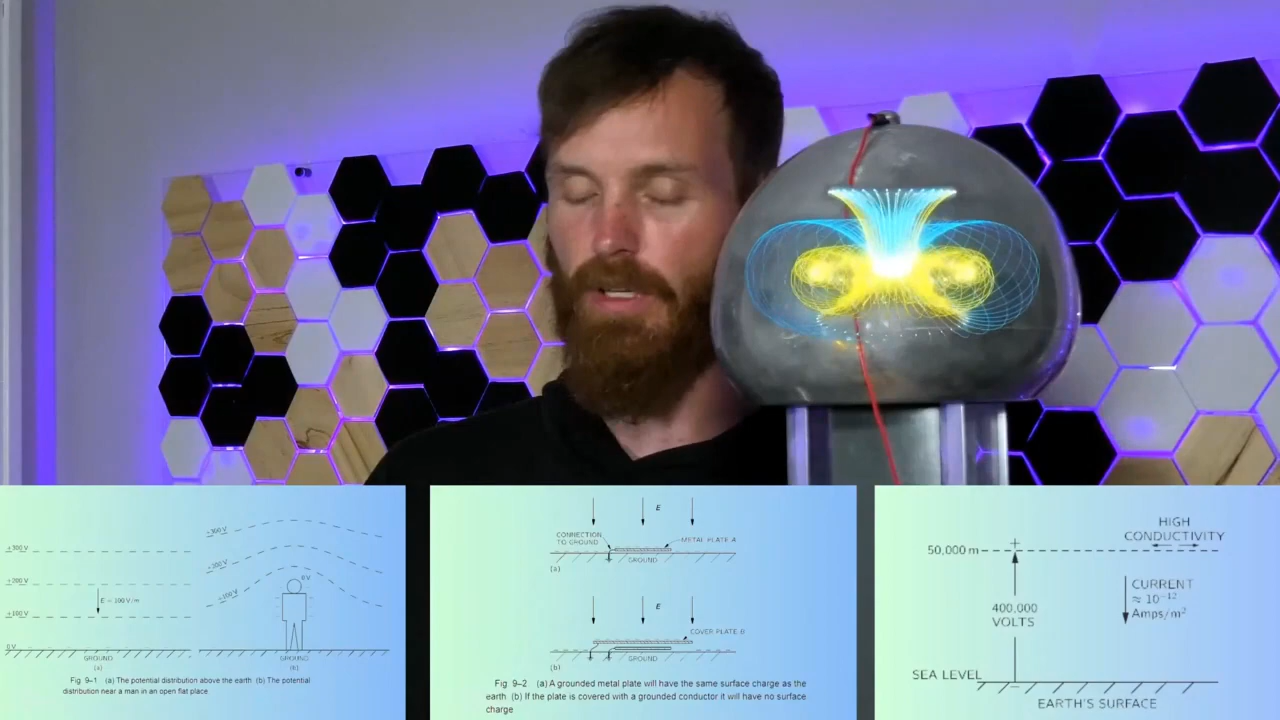 +300 V
+200 V
E = 100 V/m
+100 V
0 V
GROUND
(a)
+300 V
+200 V
+100 V
0 V
GROUND
(b)
Fig 9-1 (a) The potential distribution above the earth (b) The potential
distribution near a man in an open flat place
E
CONNECTION
TO GROUND
METAL PLATE A
GROUND
(a)
E
COVER PLATE B
GROUND
(b)
Fig 9-2 (a) A grounded metal plate will have the same surface charge as the
earth (b) If the plate is covered with a grounded conductor it will have no surface
charge
HIGH
CONDUCTIVITY
50,000 m
+
400,000
VOLTS
CURRENT
≈ 10⁻¹²
Amps/m²
SEA LEVEL
−
EARTH'S SURFACE